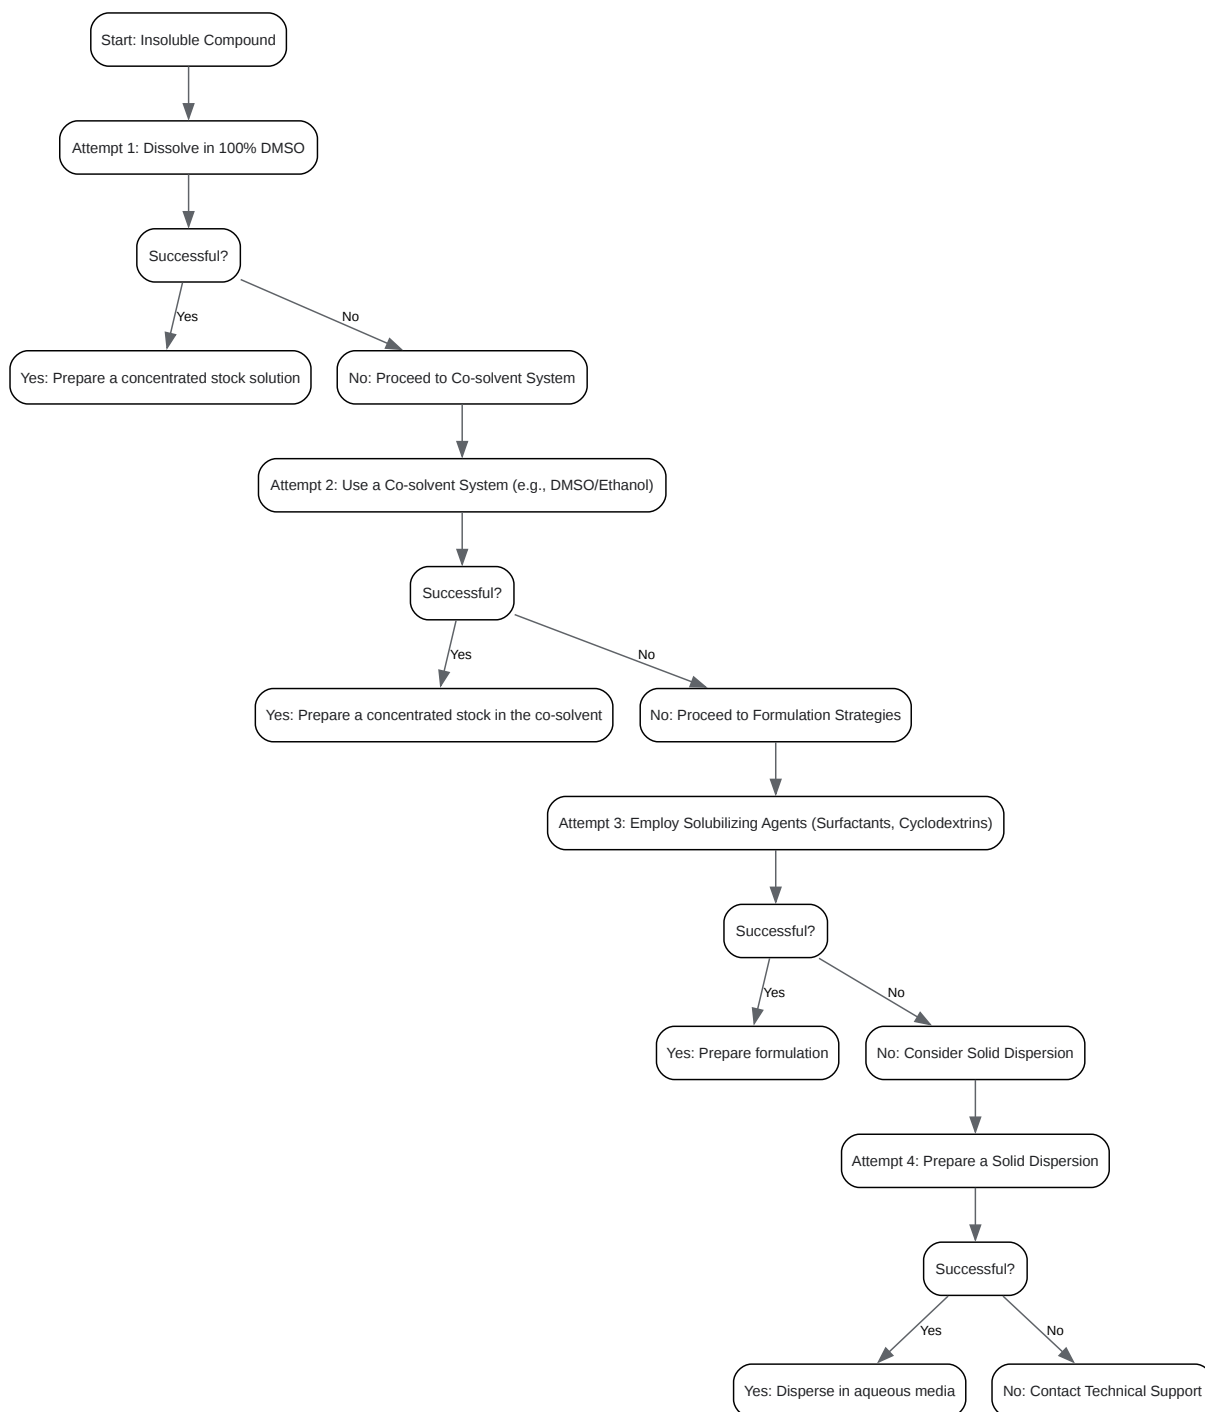 Start: Insoluble Compound
Attempt 1: Dissolve in 100% DMSO
Successful?
Yes
No
Yes: Prepare a concentrated stock solution
No: Proceed to Co-solvent System
Attempt 2: Use a Co-solvent System (e.g., DMSO/Ethanol)
Successful?
Yes
No
Yes: Prepare a concentrated stock in the co-solvent
No: Proceed to Formulation Strategies
Attempt 3: Employ Solubilizing Agents (Surfactants, Cyclodextrins)
Successful?
Yes
No
Yes: Prepare formulation
No: Consider Solid Dispersion
Attempt 4: Prepare a Solid Dispersion
Successful?
Yes
No
Yes: Disperse in aqueous media
No: Contact Technical Support